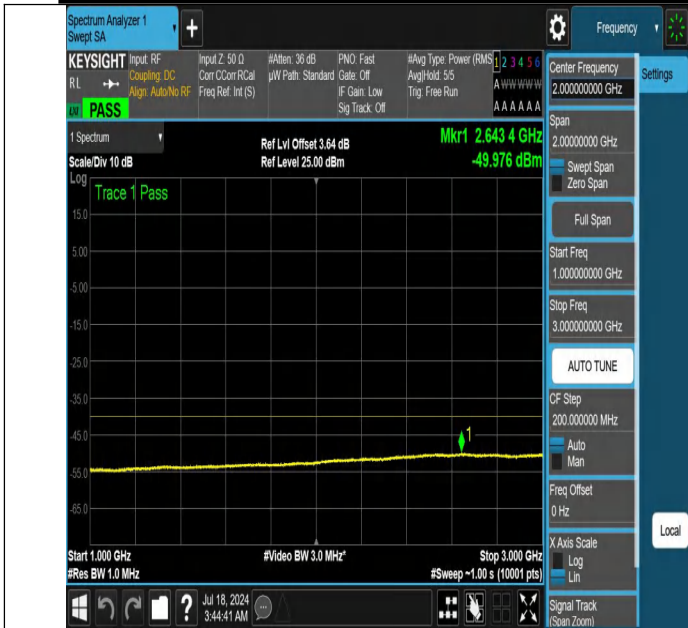 Spectrum Analyzer 1
Swept SA
+
Frequency
KEYSIGHT
RL
LXI
PASS
Input: RF
Coupling: DC
Align: Auto/No RF
Input Z: 50 Ω
Corr CCorr RCal
Freq Ref: Int (S)
#Atten: 36 dB
µW Path: Standard
PNO: Fast
Gate: Off
IF Gain: Low
Sig Track: Off
#Avg Type: Power (RMS
Avg|Hold: 5/5
Trig: Free Run
1 2 3 4 5 6
A W W W W W
A A A A A A
1 Spectrum
Scale/Div 10 dB
Ref Lvl Offset 3.64 dB
Ref Level 25.00 dBm
Mkr1 2.643 4 GHz
-49.976 dBm
Log
Trace 1 Pass
15.0
5.00
-5.00
-15.0
-25.0
-35.0
-45.0
-55.0
-65.0
1
Start 1.000 GHz
#Res BW 1.0 MHz
#Video BW 3.0 MHz*
Stop 3.000 GHz
#Sweep ~1.00 s (10001 pts)
Center Frequency
2.000000000 GHz
Settings
Span
2.00000000 GHz
Swept Span
Zero Span
Full Span
Start Freq
1.000000000 GHz
Stop Freq
3.000000000 GHz
AUTO TUNE
CF Step
200.000000 MHz
Auto
Man
Freq Offset
0 Hz
X Axis Scale
Log
Lin
Local
Signal Track
(Span Zoom)
?
Jul 18, 2024
3:44:41 AM